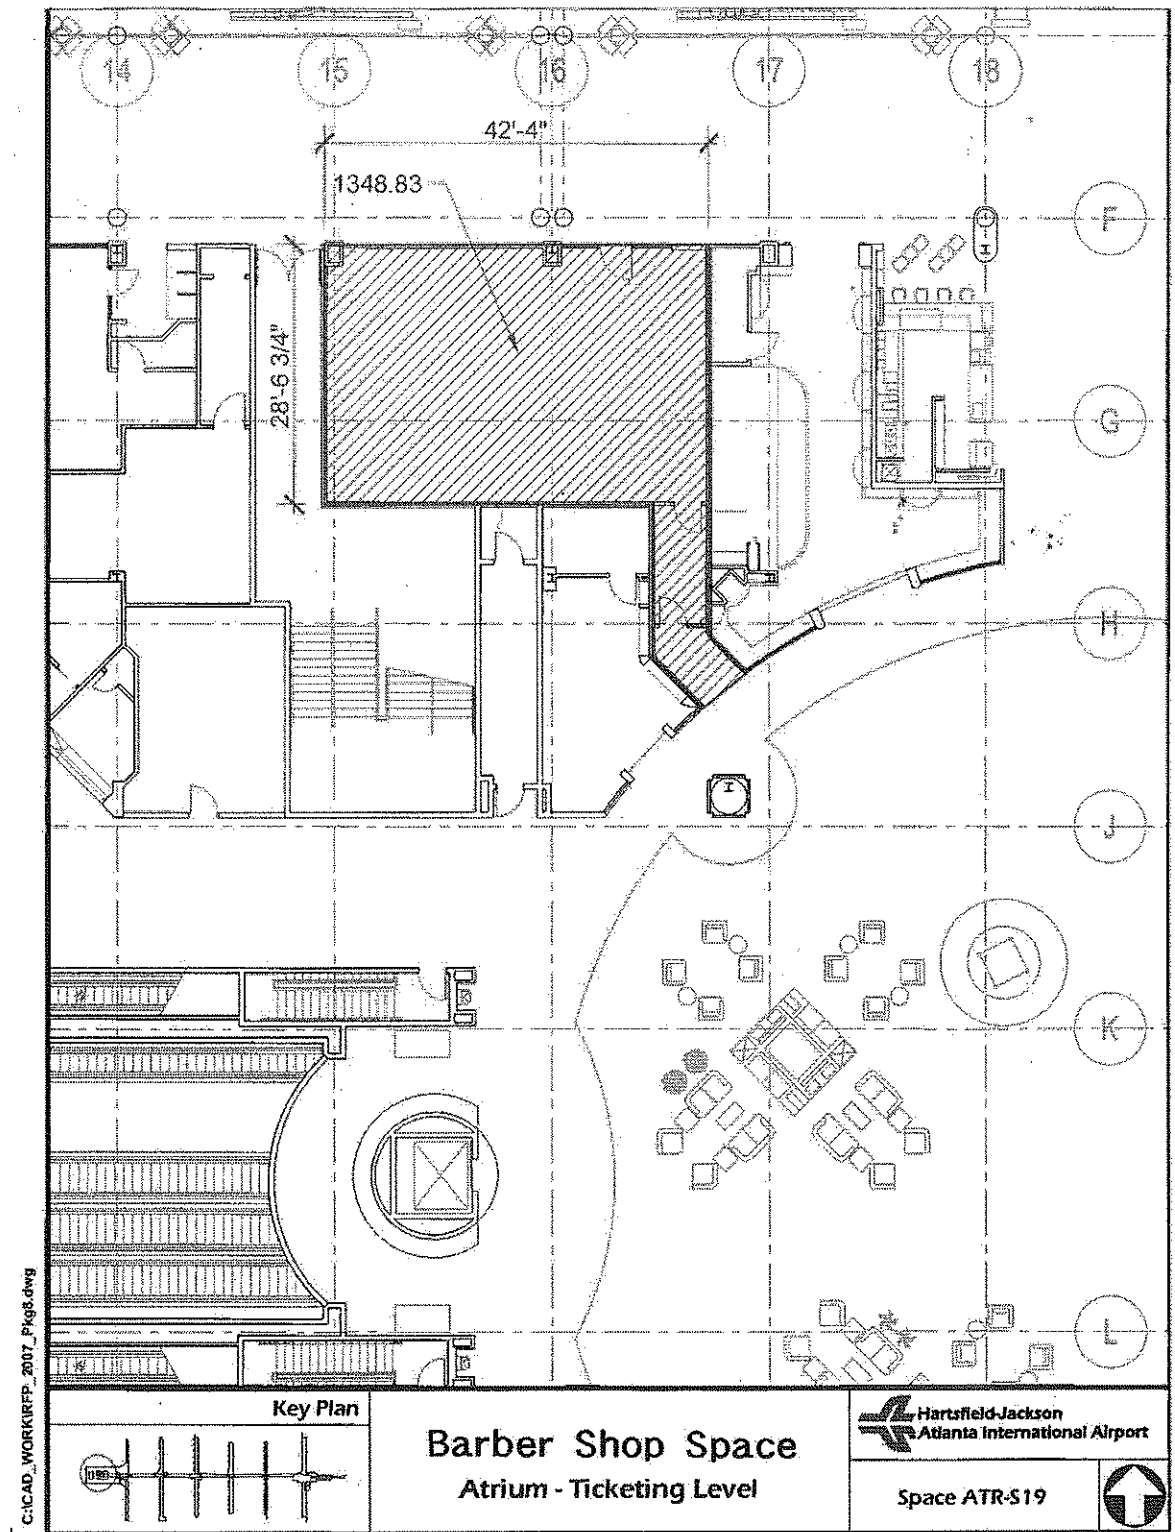 14 15 16 17 18
42'-4"
1348.83
F
28'-6 3/4"
G
H
J
K
L
C:\CAD_WORK\RFP_2007_Pkg8.dwg
Key Plan
Barber Shop Space
Atrium - Ticketing Level
Hartsfield-Jackson
Atlanta International Airport
Space ATR-S19